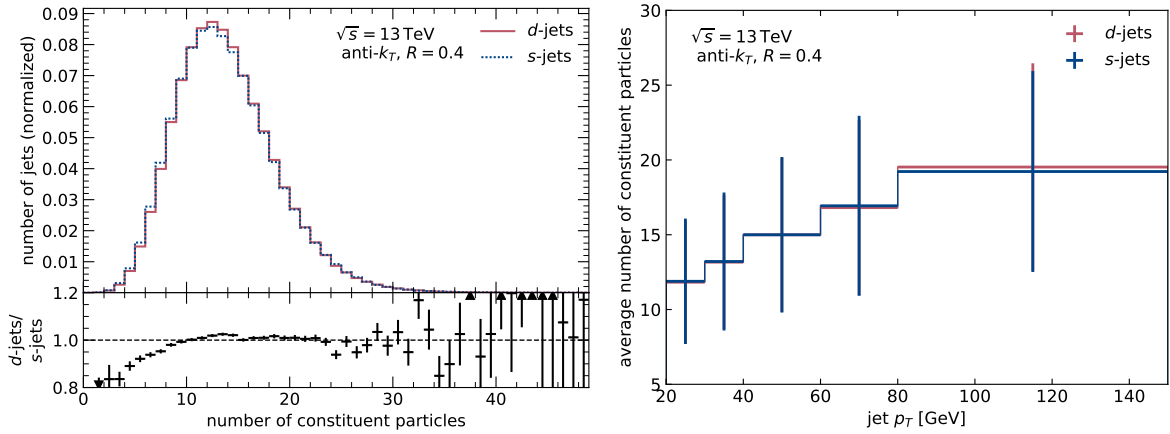 √s = 13 TeV
anti-k_T, R = 0.4
d-jets
s-jets
number of jets (normalized)
0.09
0.08
0.07
0.06
0.05
0.04
0.03
0.02
0.01
1.2
1.0
0.8
d-jets/
s-jets
0 10 20 30 40
number of constituent particles
√s = 13 TeV
anti-k_T, R = 0.4
d-jets
s-jets
average number of constituent particles
30
25
20
15
10
5
20 40 60 80 100 120 140
jet p_T [GeV]